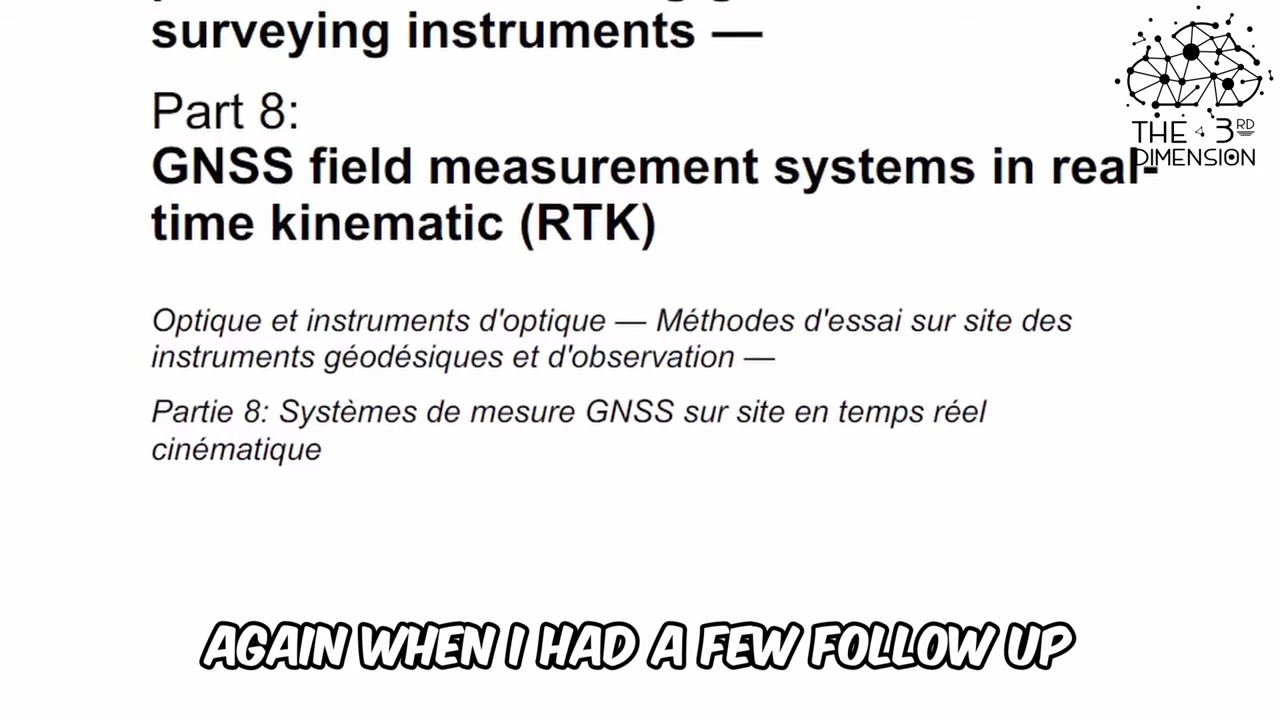 surveying instruments —
Part 8:
GNSS field measurement systems in real-
time kinematic (RTK)
Optique et instruments d'optique — Méthodes d'essai sur site des
instruments géodésiques et d'observation —
Partie 8: Systèmes de mesure GNSS sur site en temps réel
cinématique
THE 3RD
DIMENSION
AGAIN WHEN I HAD A FEW FOLLOW UP